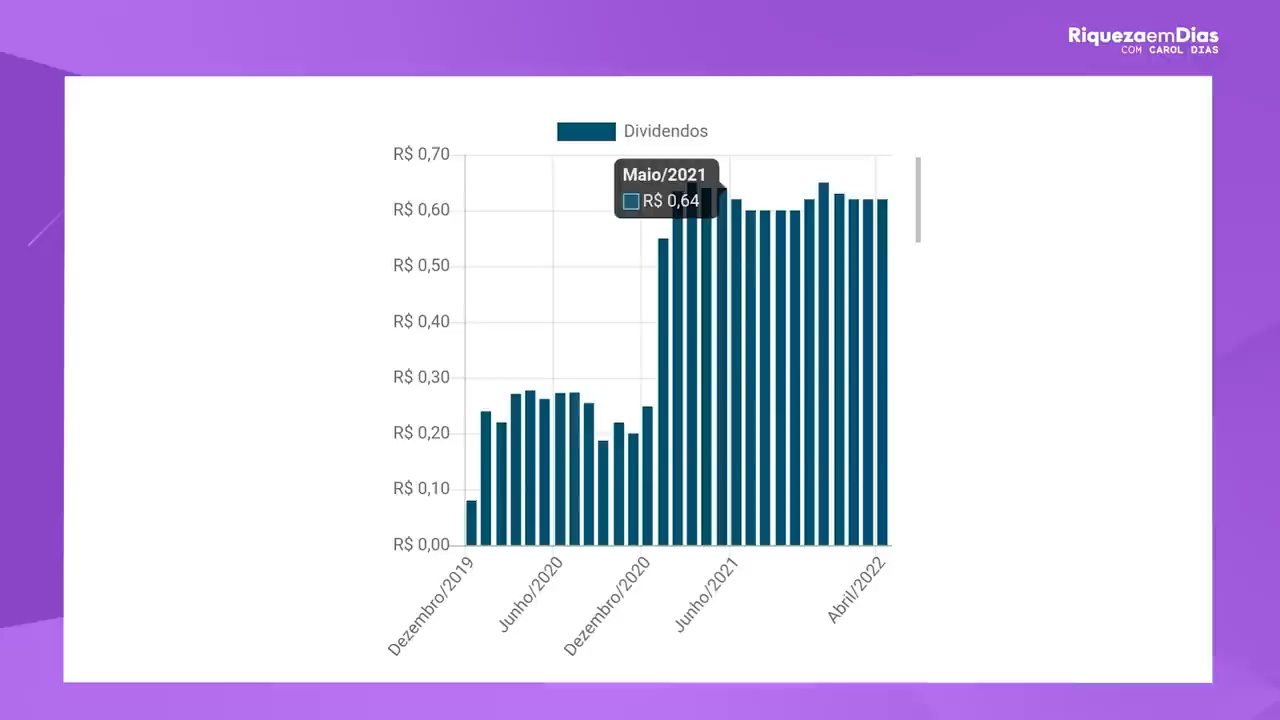 RiquezaemDias
COM CAROL DIAS
Dividendos
R$ 0,70
Maio/2021
R$ 0,64
R$ 0,60
R$ 0,50
R$ 0,40
R$ 0,30
R$ 0,20
R$ 0,10
R$ 0,00
Dezembro/2019
Junho/2020
Dezembro/2020
Junho/2021
Abril/2022